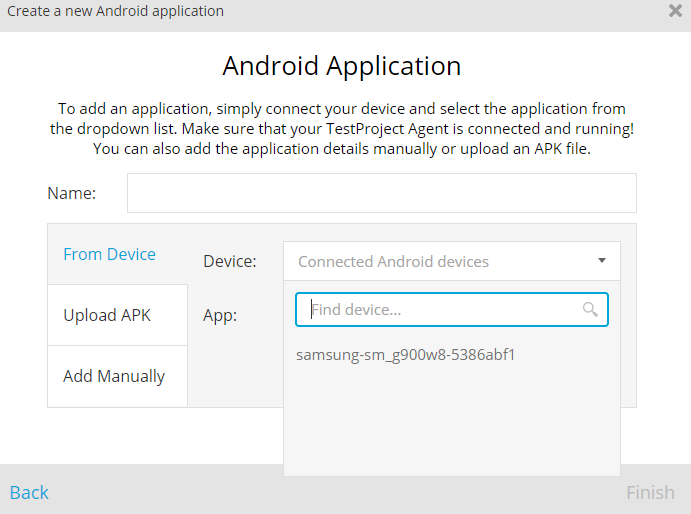 Create a new Android application
Android Application
To add an application, simply connect your device and select the application from
the dropdown list. Make sure that your TestProject Agent is connected and running!
You can also add the application details manually or upload an APK file.
Name:
From Device
Device:
Connected Android devices
Find device...
Upload APK
App:
samsung-sm_g900w8-5386abf1
Add Manually
Back
Finish